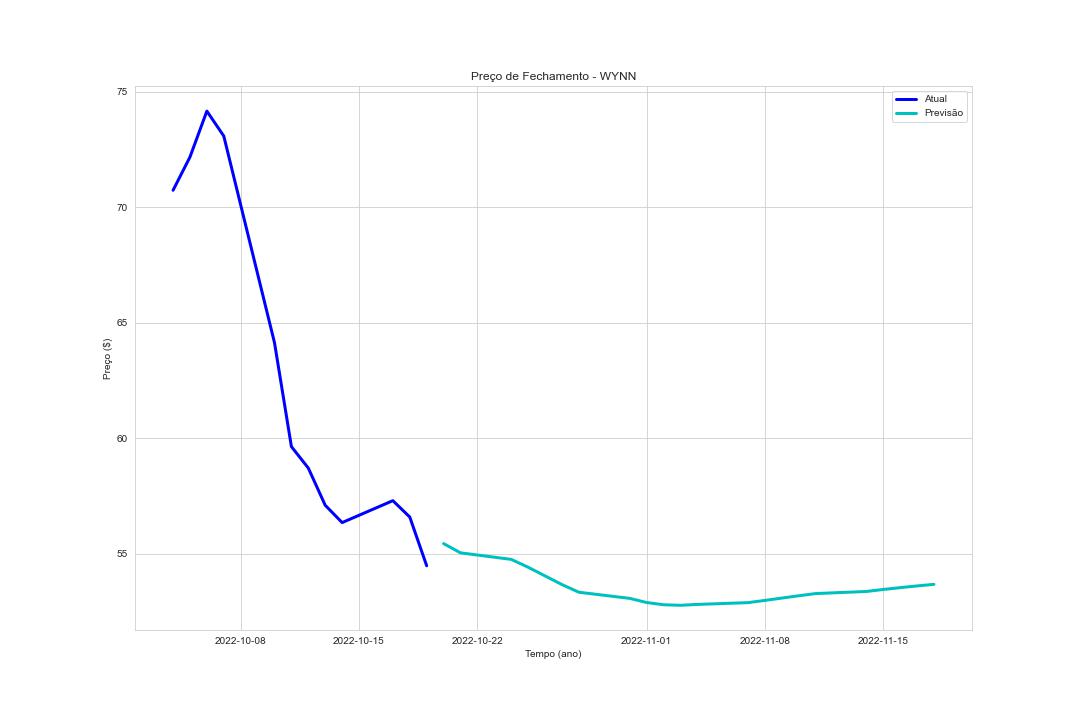 Preço de Fechamento - WYNN
Atual
Previsão
75
70
65
60
55
Preço ($)
2022-10-08
2022-10-15
2022-10-22
2022-11-01
2022-11-08
2022-11-15
Tempo (ano)